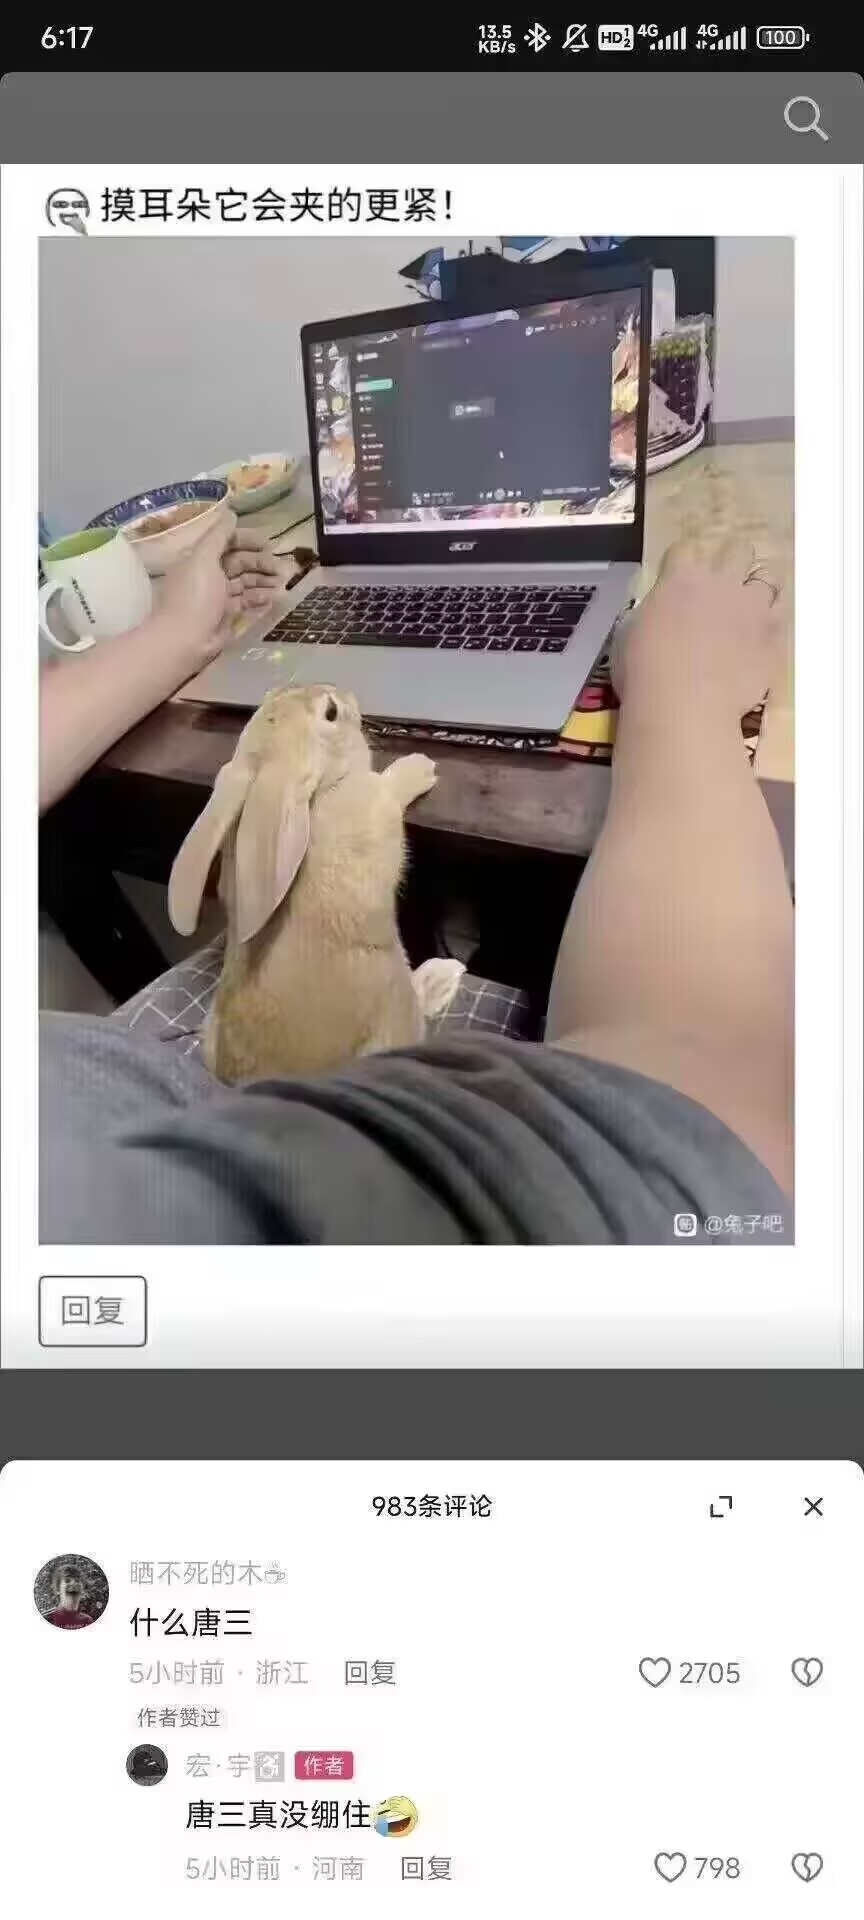 6:17
13.5 KB/s HD 1 2 4G 4G 100
摸耳朵它会夹的更紧！
acer
@兔子吧
回复
983条评论
晒不死的木
什么唐三
5小时前 · 浙江 回复 2705
作者赞过
宏·宇 作者
唐三真没绷住
5小时前 · 河南 回复 798